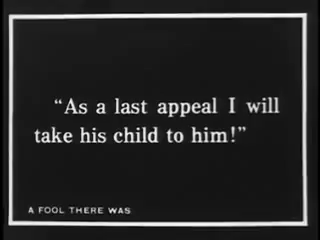 “As a last appeal I will
take his child to him!”
A FOOL THERE WAS